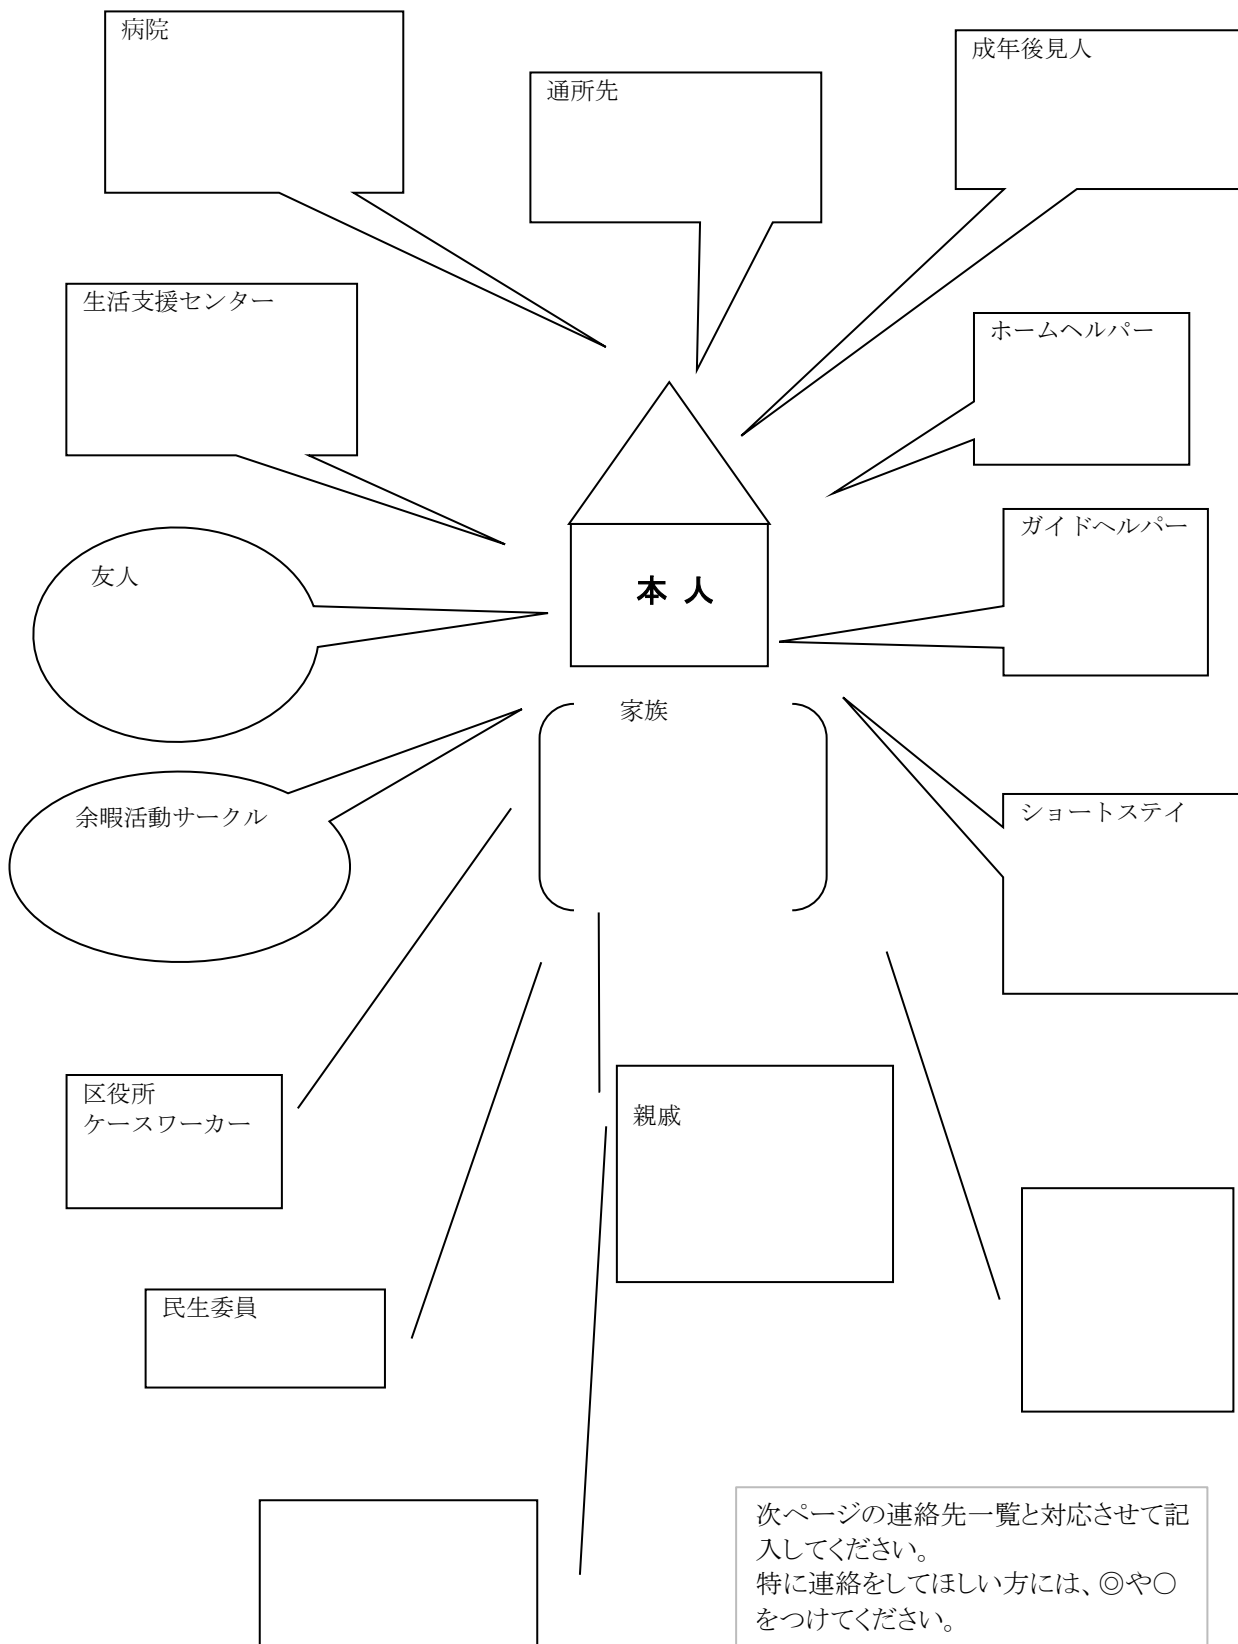 病院
成年後見人
通所先
生活支援センター
ホームヘルパー
ガイドヘルパー
友人
本 人
家族
余暇活動サークル
ショートステイ
区役所
ケースワーカー
親戚
民生委員
次ページの連絡先一覧と対応させて記
入してください。
特に連絡をしてほしい方には、◎や○
をつけてください。